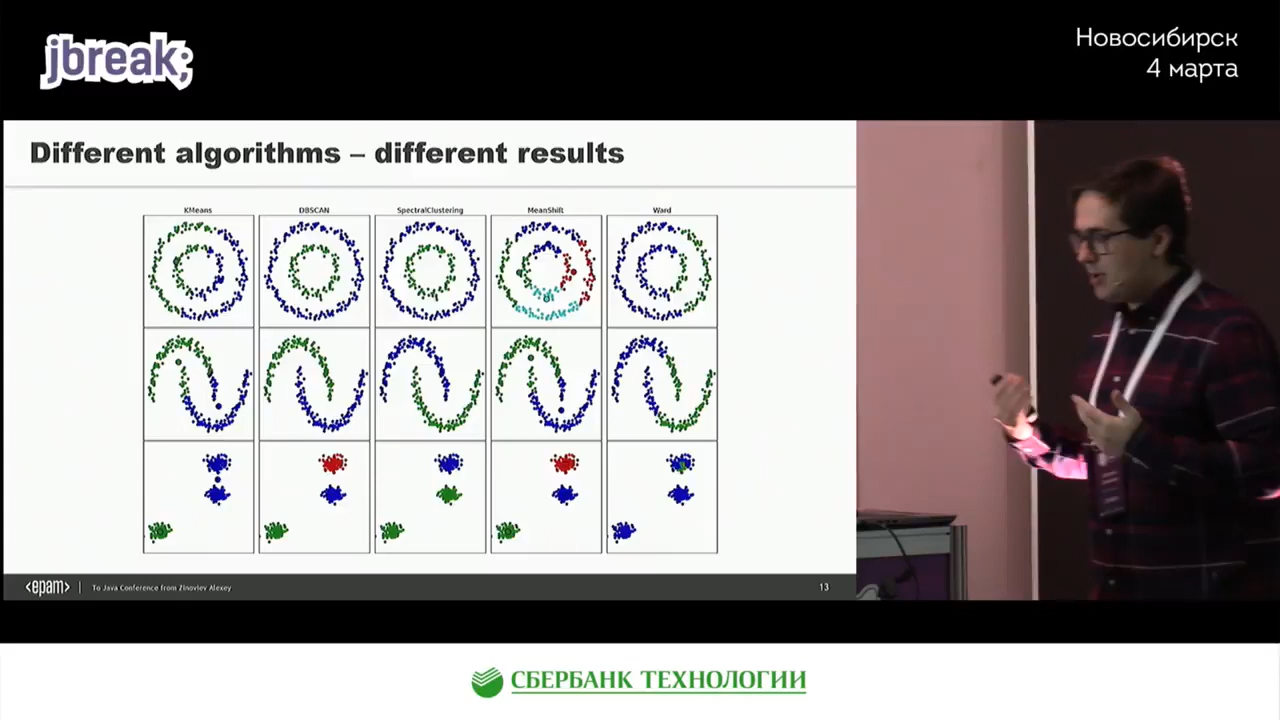 jbreak;
Новосибирск
4 марта
Different algorithms – different results
KMeans
DBSCAN
SpectralClustering
MeanShift
Ward
<epam>
To Java Conference from Zinoviev Alexey
13
СБЕРБАНК ТЕХНОЛОГИИ